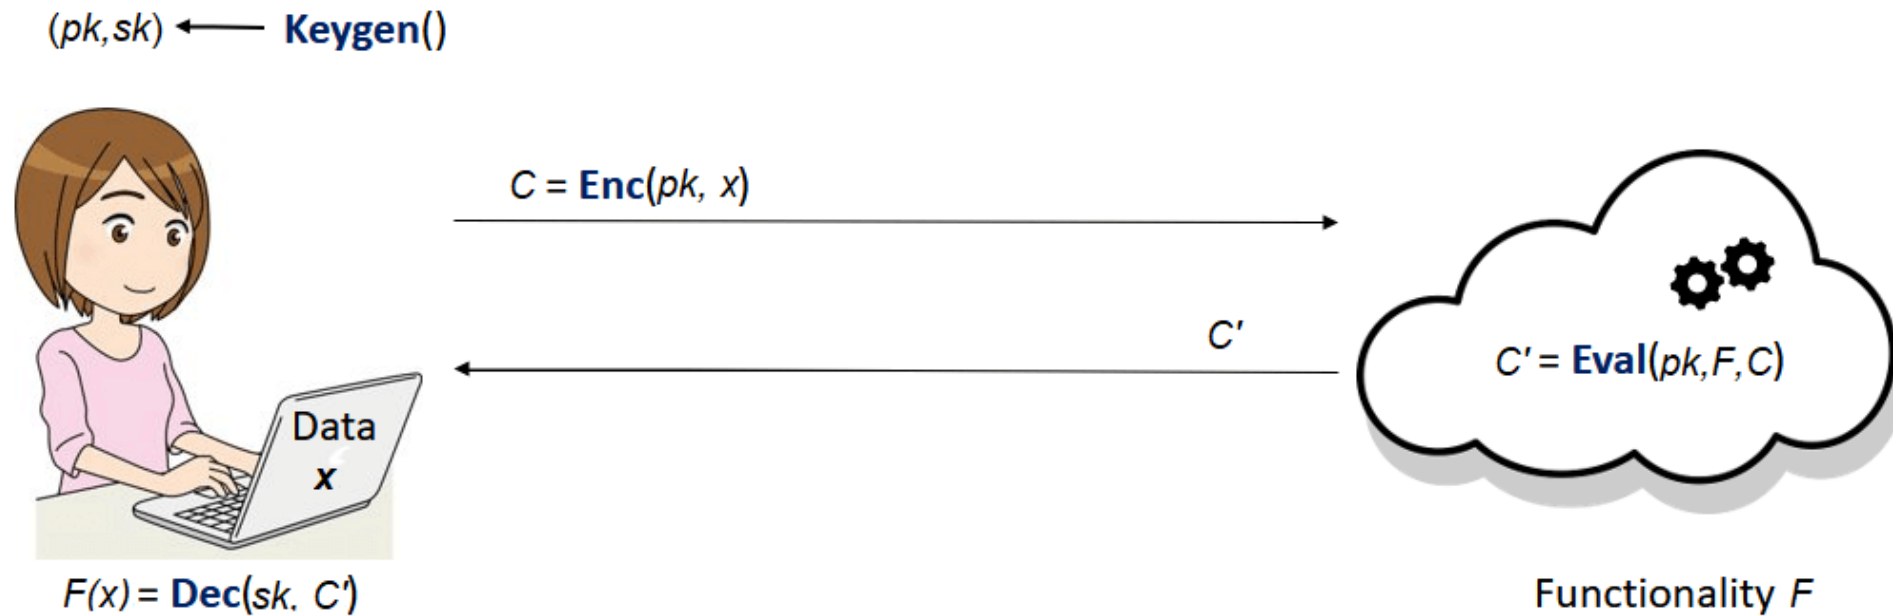 (pk,sk) ← Keygen()
C = Enc(pk, x)
C'
C' = Eval(pk,F,C)
Data
x
F(x) = Dec(sk, C')
Functionality F